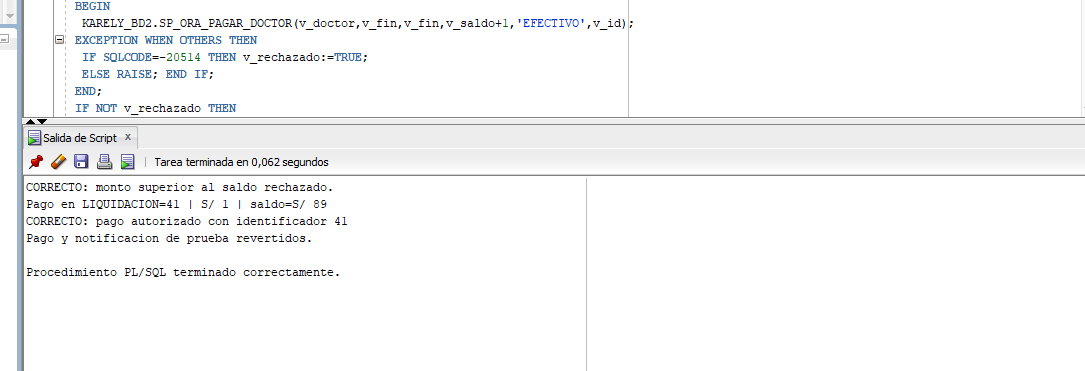 BEGIN
KARELY_BD2.SP_ORA_PAGAR_DOCTOR(v_doctor,v_fin,v_fin,v_saldo+1,'EFECTIVO',v_id);
EXCEPTION WHEN OTHERS THEN
IF SQLCODE=-20514 THEN v_rechazado:=TRUE;
ELSE RAISE; END IF;
END;
IF NOT v_rechazado THEN
Salida de Script x
Tarea terminada en 0,062 segundos
CORRECTO: monto superior al saldo rechazado.
Pago en LIQUIDACION=41 | S/ 1 | saldo=S/ 89
CORRECTO: pago autorizado con identificador 41
Pago y notificacion de prueba revertidos.
Procedimiento PL/SQL terminado correctamente.